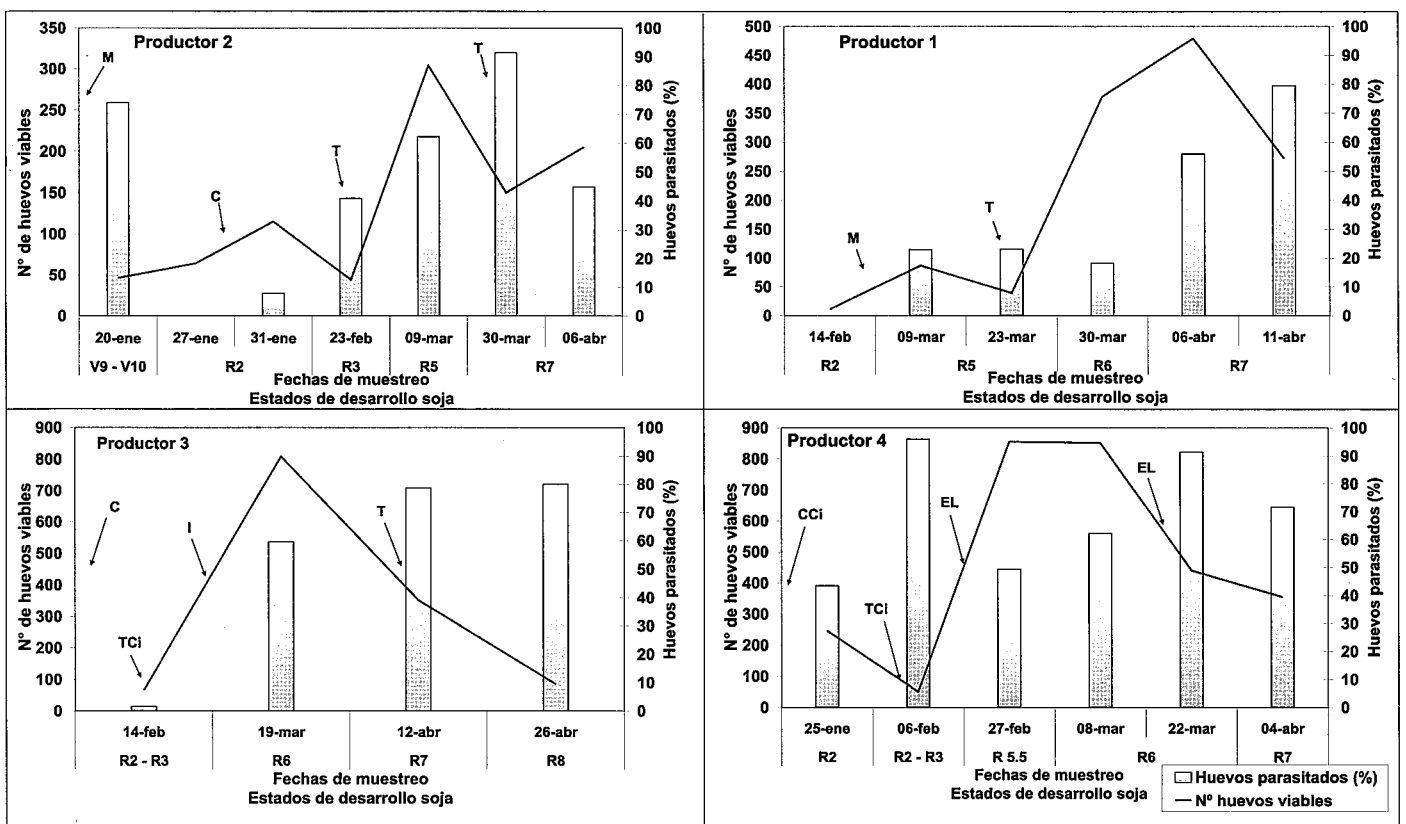 Productor 2
M
C
T
T
350
300
250
200
150
100
50
0
Nº de huevos viables
100
90
80
70
60
50
40
30
20
10
0
Huevos parasitados (%)
20-ene 27-ene 31-ene 23-feb 09-mar 30-mar 06-abr
V9 - V10 R2 R3 R5 R7
Fechas de muestreo
Estados de desarrollo soja
Productor 1
M
T
500
450
400
350
300
250
200
150
100
50
0
Nº de huevos viables
100
90
80
70
60
50
40
30
20
10
0
Huevos parasitados (%)
14-feb 09-mar 23-mar 30-mar 06-abr 11-abr
R2 R5 R6 R7
Fechas de muestreo
Estados de desarrollo soja
Productor 3
C
I
T
TCi
900
800
700
600
500
400
300
200
100
0
Nº de huevos viables
100
90
80
70
60
50
40
30
20
10
0
Huevos parasitados (%)
14-feb 19-mar 12-abr 26-abr
R2 - R3 R6 R7 R8
Fechas de muestreo
Estados de desarrollo soja
Productor 4
CCi
TCi
EL
EL
900
800
700
600
500
400
300
200
100
0
Nº de huevos viables
100
90
80
70
60
50
40
30
20
10
0
Huevos parasitados (%)
25-ene 06-feb 27-feb 08-mar 22-mar 04-abr
R2 R2 - R3 R 5.5 R6 R7
Fechas de muestreo
Estados de desarrollo soja
Huevos parasitados (%)
Nº huevos viables